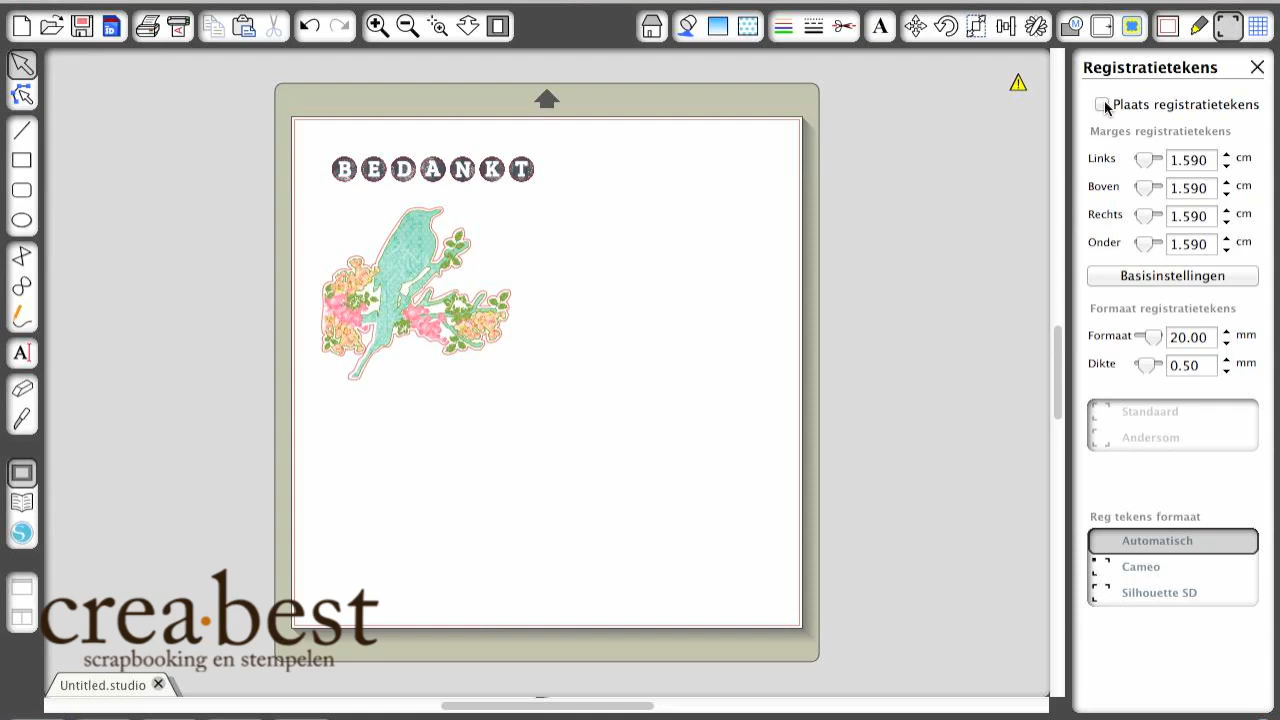 Registratietekens
Plaats registratietekens
Marges registratietekens
Links 1.590 cm
Boven 1.590 cm
Rechts 1.590 cm
Onder 1.590 cm
Basisinstellingen
Formaat registratietekens
Formaat 20.00 mm
Dikte 0.50 mm
Standaard
Andersom
Reg tekens formaat
Automatisch
Cameo
Silhouette SD
BEDANKT
crea·best
scrapbooking en stempelen
Untitled.studio